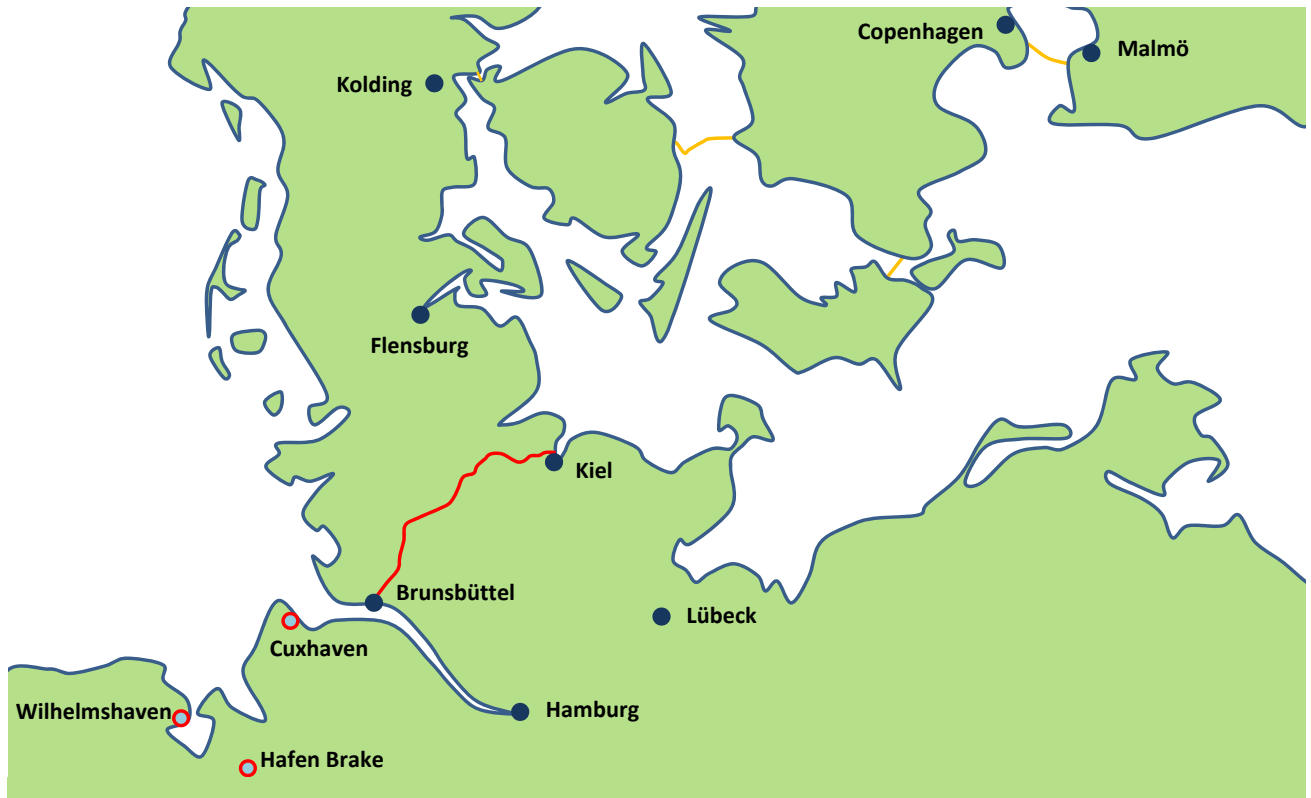 Copenhagen
Malmö
Kolding
Flensburg
Kiel
Brunsbüttel
Lübeck
Cuxhaven
Wilhelmshaven
Hamburg
Hafen Brake